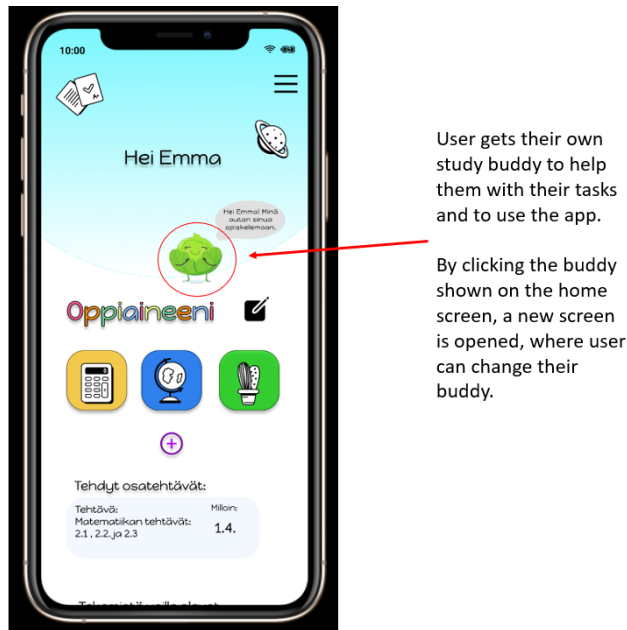 10:00
Hei Emma
Hei Emma! Minä
autan sinua
opiskelemaan.
Oppiaineeni
Tehdyt osatehtävät:
Tehtävä:
Milloin:
Matematiikan tehtävät:
2.1 , 2.2. ja 2.3
1.4.
User gets their own
study buddy to help
them with their tasks
and to use the app.
By clicking the buddy
shown on the home
screen, a new screen
is opened, where user
can change their
buddy.